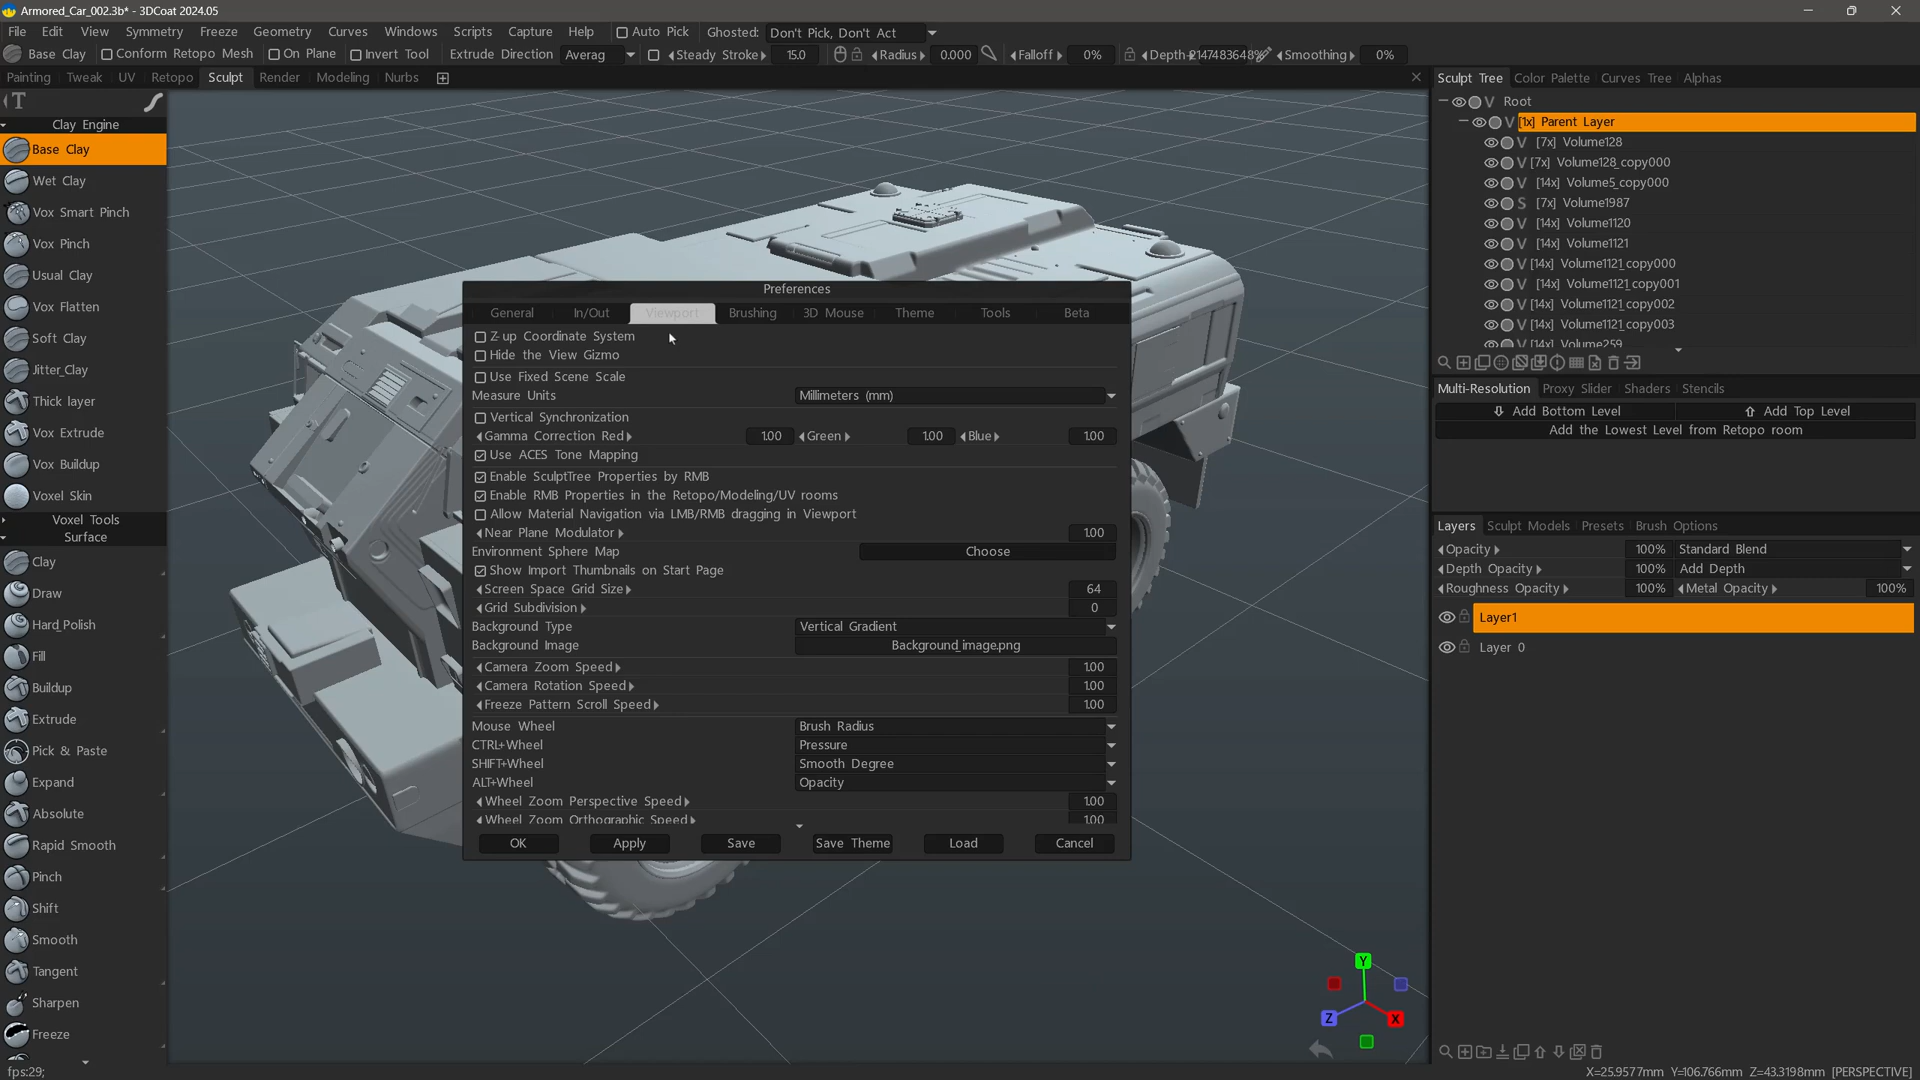 Armored_Car_002.3b* - 3DCoat 2024.05
File Edit View Symmetry Freeze Geometry Curves Windows Scripts Capture Help Auto Pick Ghosted: Don't Pick, Don't Act
Base Clay Conform Retopo Mesh On Plane Invert Tool Extrude Direction Averag Steady Stroke 15.0 Radius 0.000 Falloff 0% Depth 2147483648% Smoothing 0%
Painting Tweak UV Retopo Sculpt Render Modeling Nurbs
Sculpt Tree Color Palette Curves Tree Alphas
T
Clay Engine
Base Clay
Wet Clay
Vox Smart Pinch
Vox Pinch
Usual Clay
Vox Flatten
Soft Clay
Jitter_Clay
Thick layer
Vox Extrude
Vox Buildup
Voxel Skin
Voxel Tools
Surface
Clay
Draw
Hard_Polish
Fill
Buildup
Extrude
Pick & Paste
Expand
Absolute
Rapid Smooth
Pinch
Shift
Smooth
Tangent
Sharpen
Freeze
fps:29;
Preferences
General In/Out Viewport Brushing 3D Mouse Theme Tools Beta
Z-up Coordinate System
Hide the View Gizmo
Use Fixed Scene Scale
Measure Units Millimeters (mm)
Vertical Synchronization
Gamma Correction Red 1.00 Green 1.00 Blue 1.00
Use ACES Tone Mapping
Enable SculptTree Properties by RMB
Enable RMB Properties in the Retopo/Modeling/UV rooms
Allow Material Navigation via LMB/RMB dragging in Viewport
Near Plane Modulator 1.00
Environment Sphere Map Choose
Show Import Thumbnails on Start Page
Screen Space Grid Size 64
Grid Subdivision 0
Background Type Vertical Gradient
Background Image Background_image.png
Camera Zoom Speed 1.00
Camera Rotation Speed 1.00
Freeze Pattern Scroll Speed 1.00
Mouse Wheel Brush Radius
CTRL+Wheel Pressure
SHIFT+Wheel Smooth Degree
ALT+Wheel Opacity
Wheel Zoom Perspective Speed 1.00
Wheel Zoom Orthographic Speed 1.00
OK Apply Save Save Theme Load Cancel
Y
Z
X
V Root
V [1x] Parent Layer
V [7x] Volume128
V [7x] Volume128_copy000
V [14x] Volume5_copy000
S [7x] Volume1987
V [14x] Volume1120
V [14x] Volume1121
V [14x] Volume1121_copy000
V [14x] Volume1121_copy001
V [14x] Volume1121_copy002
V [14x] Volume1121_copy003
V [14x] Volume259
Multi-Resolution Proxy Slider Shaders Stencils
Add Bottom Level Add Top Level
Add the Lowest Level from Retopo room
Layers Sculpt Models Presets Brush Options
Opacity 100% Standard Blend
Depth Opacity 100% Add Depth
Roughness Opacity 100% Metal Opacity 100%
Layer1
Layer 0
X=25.9577mm Y=106.766mm Z=43.3198mm [PERSPECTIVE]